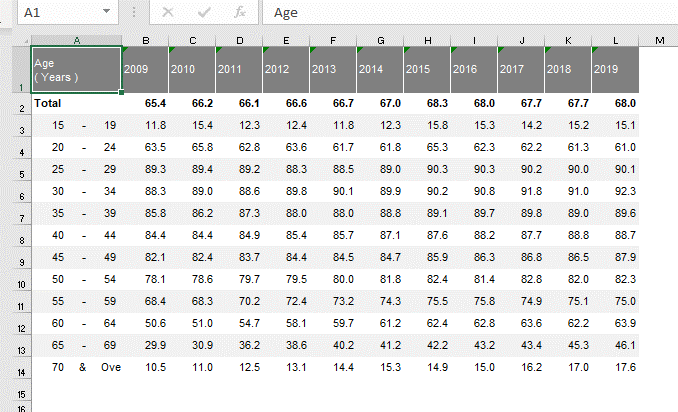 A1 fx Age
A B C D E F G H I J K L M
1 Age
( Years ) 2009 2010 2011 2012 2013 2014 2015 2016 2017 2018 2019
2 Total 65.4 66.2 66.1 66.6 66.7 67.0 68.3 68.0 67.7 67.7 68.0
3 15 - 19 11.8 15.4 12.3 12.4 11.8 12.3 15.8 15.3 14.2 15.2 15.1
4 20 - 24 63.5 65.8 62.8 63.6 61.7 61.8 65.3 62.3 62.2 61.3 61.0
5 25 - 29 89.3 89.4 89.2 88.3 88.5 89.0 90.3 90.3 90.2 90.0 90.1
6 30 - 34 88.3 89.0 88.6 89.8 90.1 89.9 90.2 90.8 91.8 91.0 92.3
7 35 - 39 85.8 86.2 87.3 88.0 88.0 88.8 89.1 89.7 89.8 89.0 89.6
8 40 - 44 84.4 84.4 84.9 85.4 85.7 87.1 87.6 88.2 87.7 88.8 88.7
9 45 - 49 82.1 82.4 83.7 84.4 84.5 84.7 85.9 86.3 86.8 86.5 87.9
10 50 - 54 78.1 78.6 79.7 79.5 80.0 81.8 82.4 81.4 82.8 82.0 82.3
11 55 - 59 68.4 68.3 70.2 72.4 73.2 74.3 75.5 75.8 74.9 75.1 75.0
12 60 - 64 50.6 51.0 54.7 58.1 59.7 61.2 62.4 62.8 63.6 62.2 63.9
13 65 - 69 29.9 30.9 36.2 38.6 40.2 41.2 42.2 43.2 43.4 45.3 46.1
14 70 & Ove 10.5 11.0 12.5 13.1 14.4 15.3 14.9 15.0 16.2 17.0 17.6
15
16